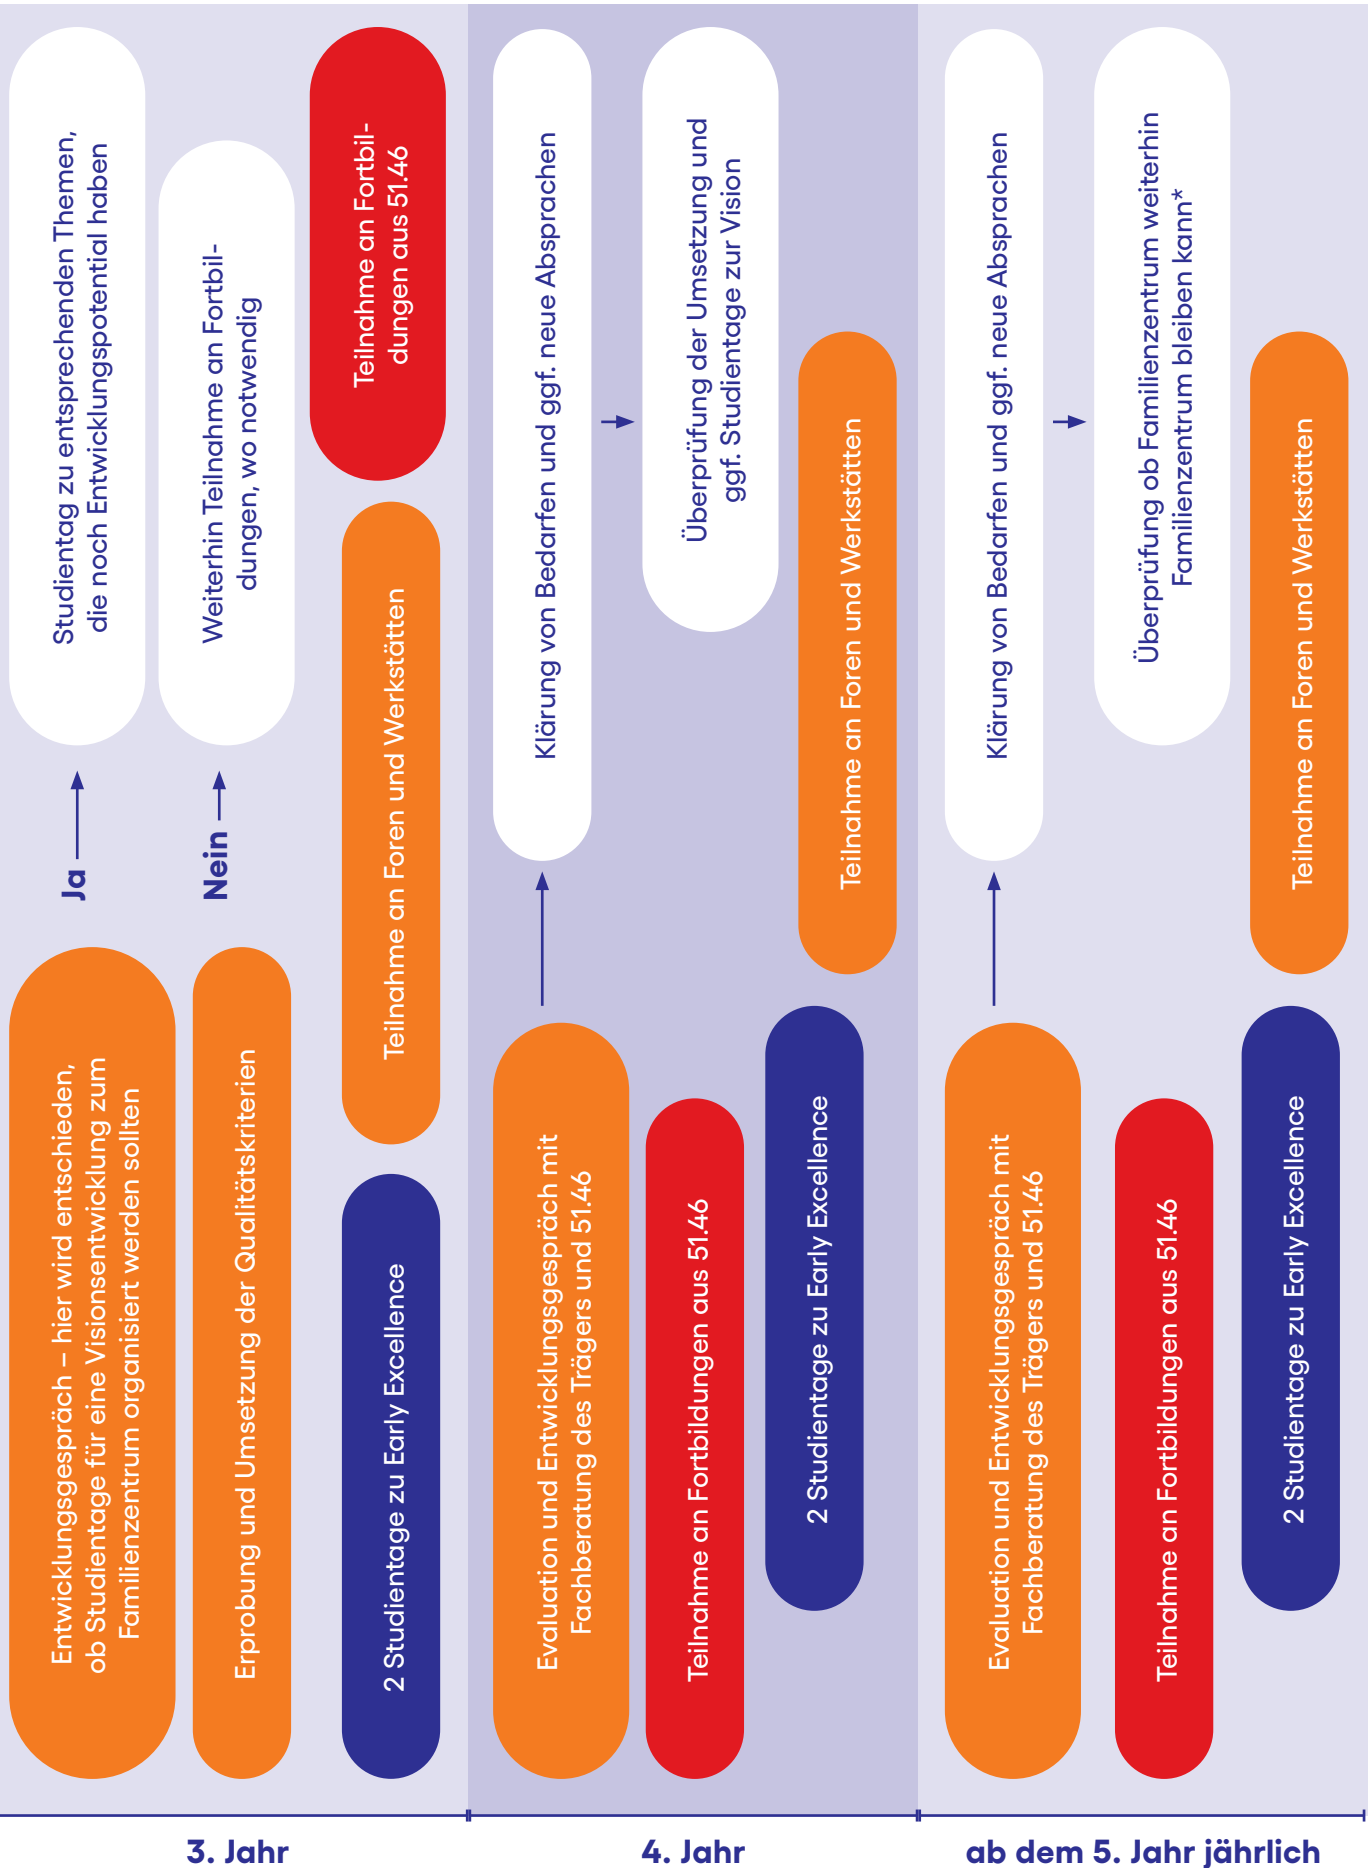 Entwicklungsgespräch – hier wird entschieden,
ob Studientage für eine Visionsentwicklung zum
Familienzentrum organisiert werden sollten
Ja
Studientag zu entsprechenden Themen,
die noch Entwicklungspotential haben
Erprobung und Umsetzung der Qualitätskriterien
Nein
Weiterhin Teilnahme an Fortbil-
dungen, wo notwendig
2 Studientage zu Early Excellence
Teilnahme an Foren und Werkstätten
Teilnahme an Fortbil-
dungen aus 51.46
3. Jahr
Evaluation und Entwicklungsgespräch mit
Fachberatung des Trägers und 51.46
Klärung von Bedarfen und ggf. neue Absprachen
Teilnahme an Fortbildungen aus 51.46
Überprüfung der Umsetzung und
ggf. Studientage zur Vision
2 Studientage zu Early Excellence
Teilnahme an Foren und Werkstätten
4. Jahr
Evaluation und Entwicklungsgespräch mit
Fachberatung des Trägers und 51.46
Klärung von Bedarfen und ggf. neue Absprachen
Teilnahme an Fortbildungen aus 51.46
Überprüfung ob Familienzentrum weiterhin
Familienzentrum bleiben kann*
2 Studientage zu Early Excellence
Teilnahme an Foren und Werkstätten
ab dem 5. Jahr jährlich